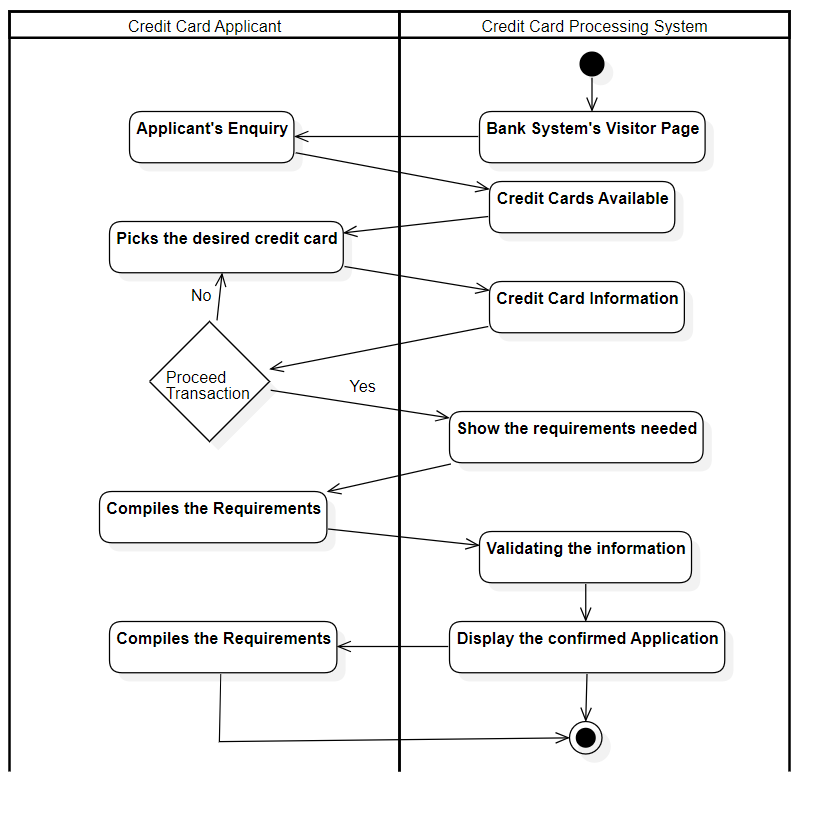 Credit Card Applicant
Credit Card Processing System
Applicant's Enquiry
Bank System's Visitor Page
Credit Cards Available
Picks the desired credit card
No
Credit Card Information
Proceed
Transaction
Yes
Show the requirements needed
Compiles the Requirements
Validating the information
Compiles the Requirements
Display the confirmed Application